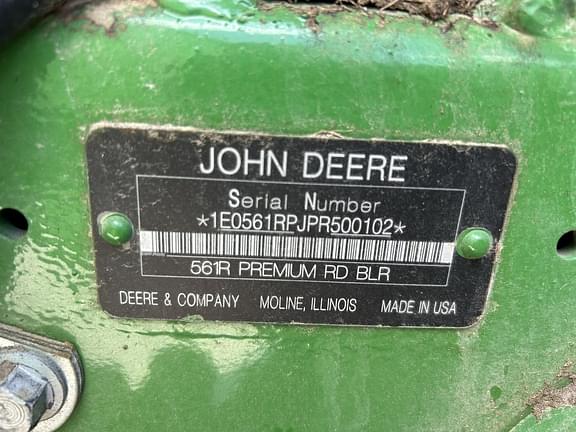 JOHN DEERE
Serial Number
*1E0561RPJPR500102*
561R PREMIUM RD BLR
DEERE & COMPANY MOLINE, ILLINOIS MADE IN USA